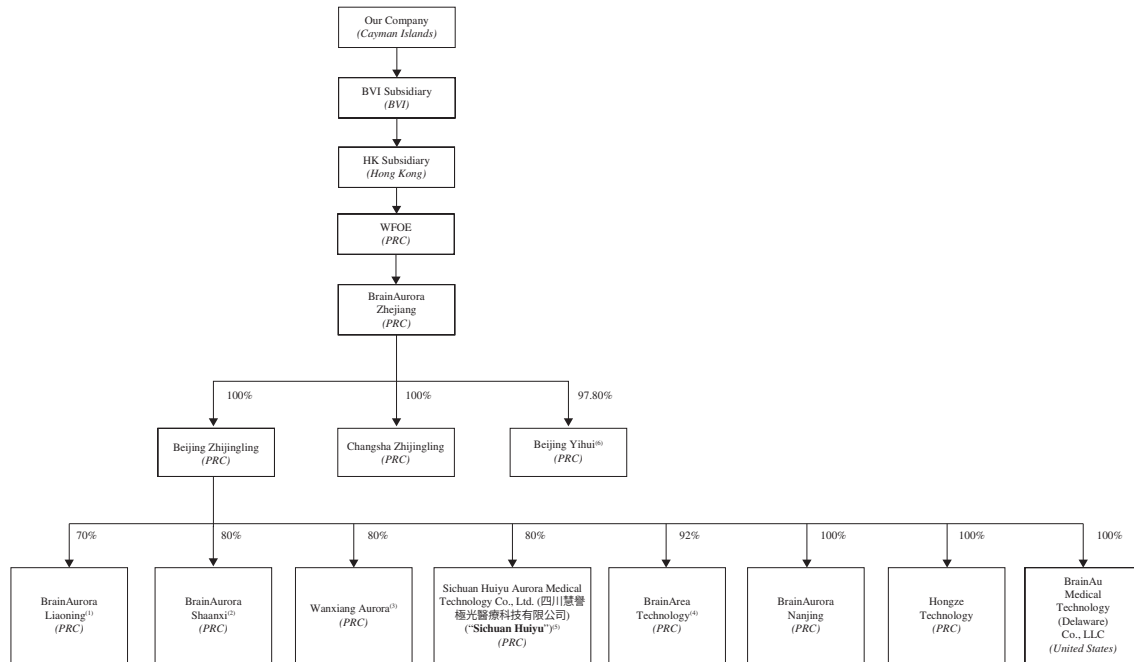 Our Company
(Cayman Islands)
BVI Subsidiary
(BVI)
HK Subsidiary
(Hong Kong)
WFOE
(PRC)
BrainAurora
Zhejiang
(PRC)
100%
100%
97.80%
Beijing Zhijingling
(PRC)
Changsha Zhijingling
(PRC)
Beijing Yihui(6)
(PRC)
70%
80%
80%
80%
92%
100%
100%
100%
BrainAurora
Liaoning(1)
(PRC)
BrainAurora
Shaanxi(2)
(PRC)
Wanxiang Aurora(3)
(PRC)
Sichuan Huiyu Aurora Medical
Technology Co., Ltd. (四川慧譽
極光醫療科技有限公司)
(“Sichuan Huiyu”)(5)
(PRC)
BrainArea
Technology(4)
(PRC)
BrainAurora
Nanjing
(PRC)
Hongze
Technology
(PRC)
BrainAu
Medical
Technology
(Delaware)
Co., LLC
(United States)